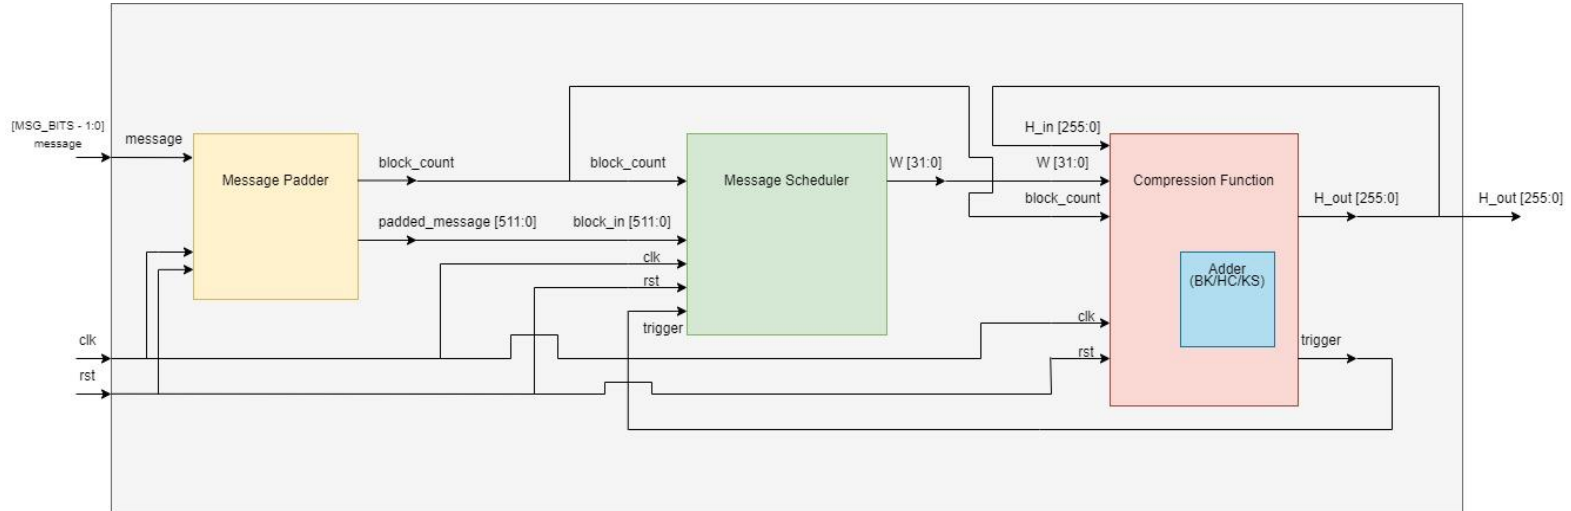 [MSG_BITS - 1:0]
message
message
Message Padder
block_count
padded_message [511:0]
block_count
block_in [511:0]
clk
rst
trigger
Message Scheduler
W [31:0]
H_in [255:0]
W [31:0]
block_count
clk
rst
Compression Function
Adder
(BK/HC/KS)
H_out [255:0]
trigger
H_out [255:0]
clk
rst